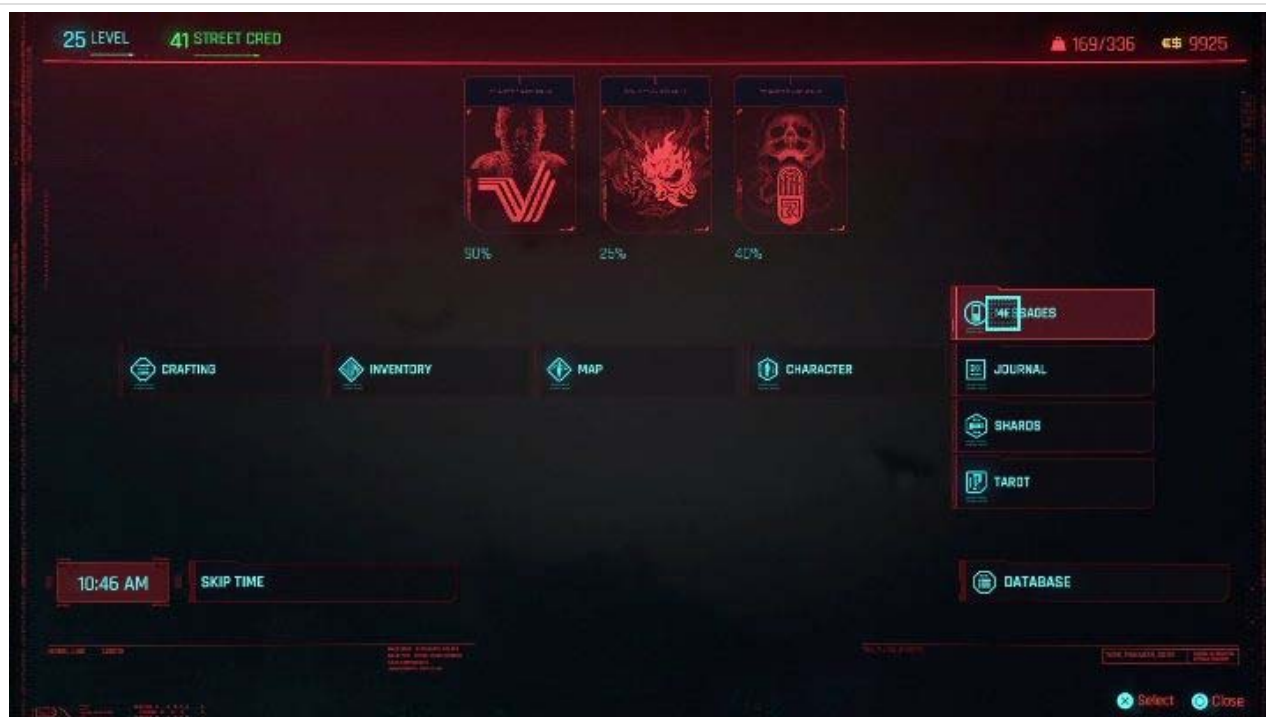 25 LEVEL 41 STREET CRED 169/336 €$ 9925
90% 25% 40%
MESSAGES
CRAFTING INVENTORY MAP CHARACTER JOURNAL
SHARDS
TAROT
10:46 AM SKIP TIME DATABASE
Select Close